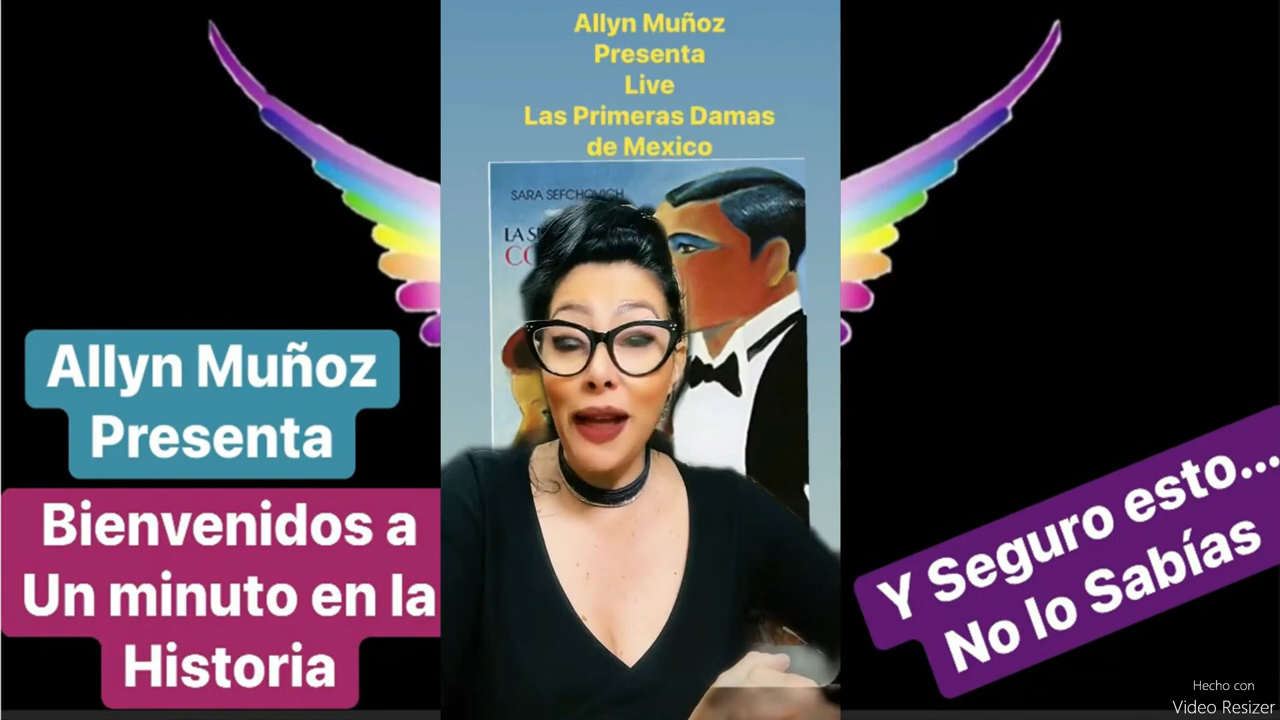 Allyn Muñoz
Presenta
Live
Las Primeras Damas
de Mexico
SARA SEFCHOVICH
LA
Allyn Muñoz
Presenta
Bienvenidos a
Un minuto en la
Historia
Y Seguro esto...
No lo Sabías
Hecho con
Video Resizer